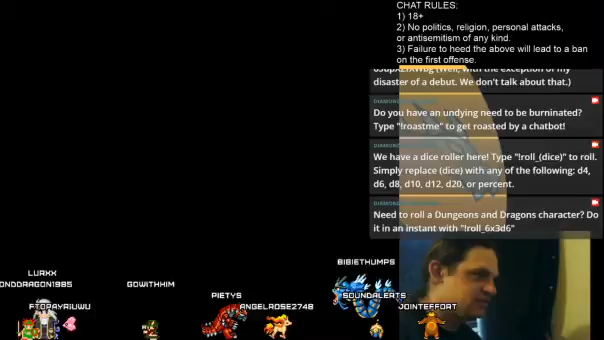 CHAT RULES:
1) 18+
2) No politics, religion, personal attacks,
or antisemitism of any kind.
3) Failure to heed the above will lead to a ban
on the first offense.
(Well, with the exception of my
disaster of a debut. We don't talk about that.)
Do you have an undying need to be burninated?
Type "!roastme" to get roasted by a chatbot!
We have a dice roller here! Type "!roll_(dice)" to roll.
Simply replace (dice) with any of the following: d4,
d6, d8, d10, d12, d20, or percent.
Need to roll a Dungeons and Dragons character? Do
it in an instant with "!roll_6x3d6"
BIBIETHUMPS
LURXX
ONDDRAGON1985
GOWITHHIM
PIETYS
SOUNDALERTS
ANGELROSE2748
JOINTEFFORT